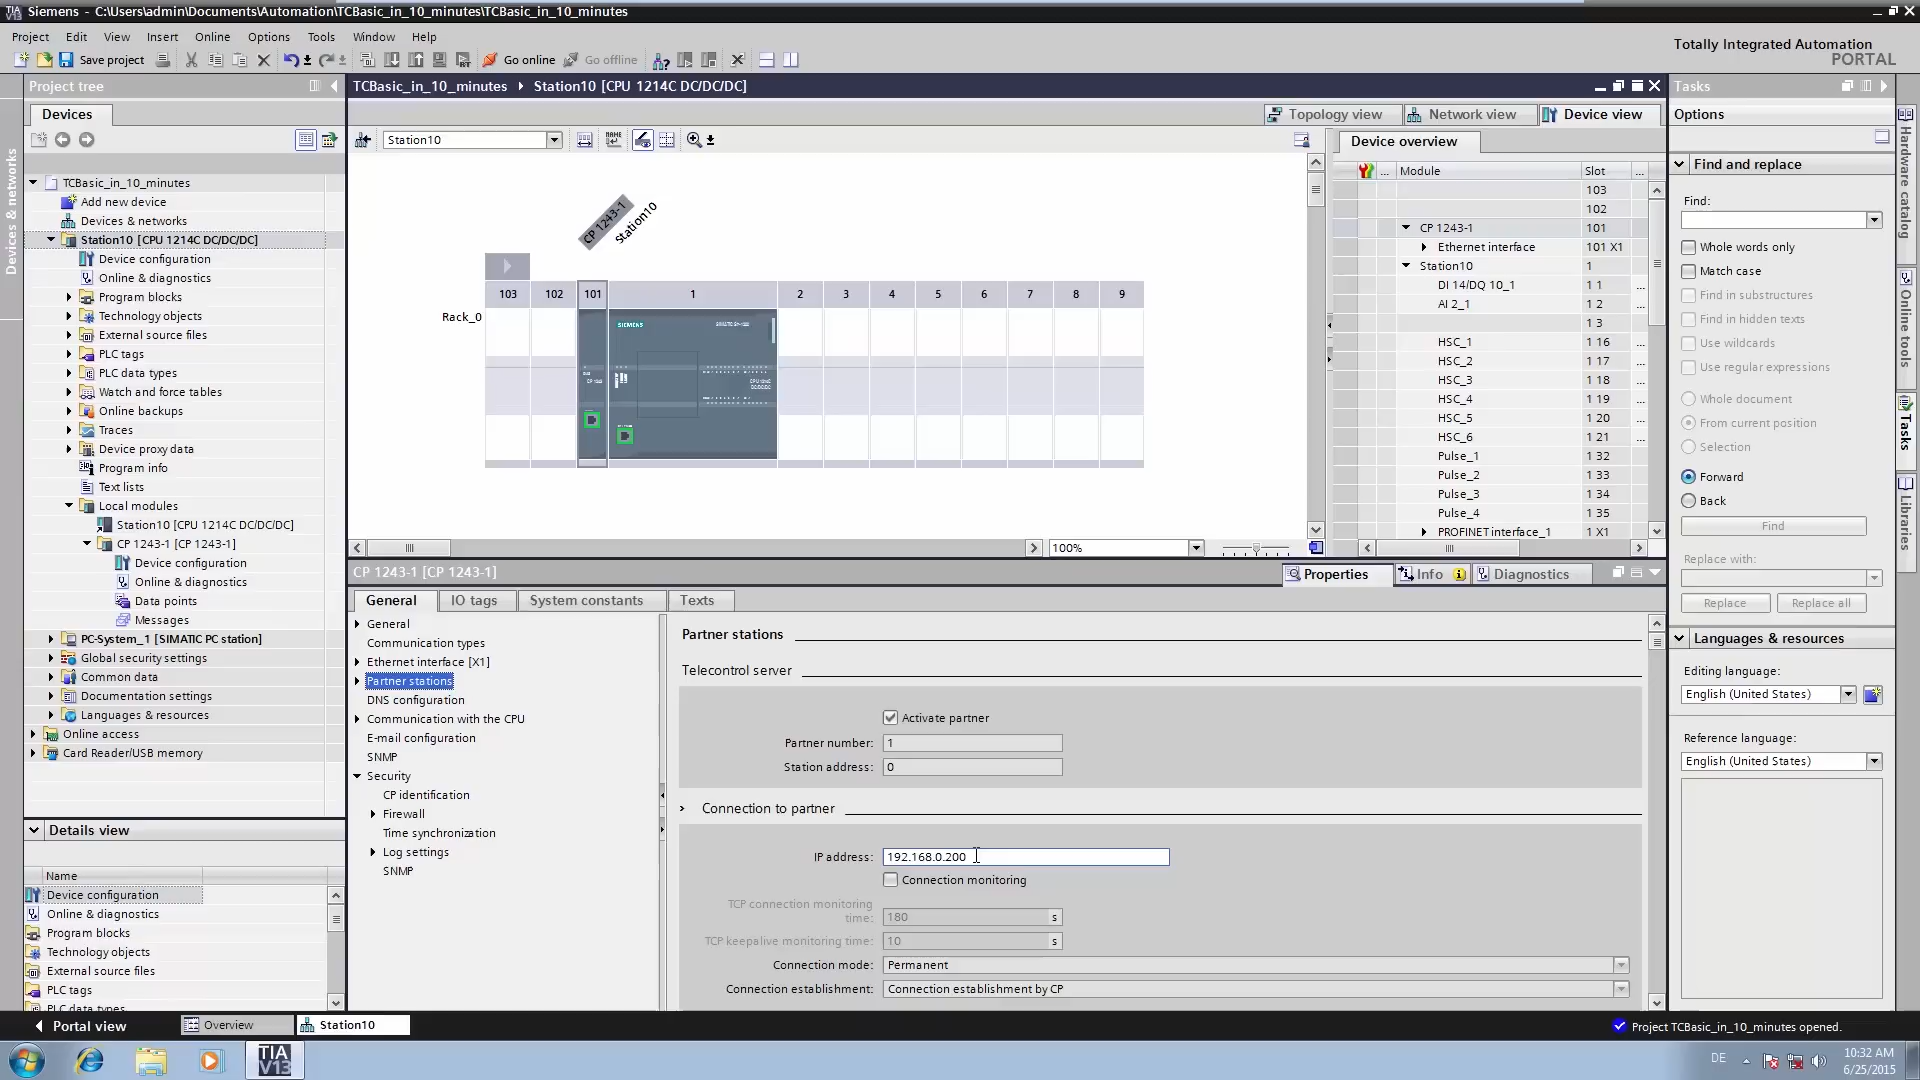 Siemens - C:\Users\admin\Documents\Automation\TCBasic_in_10_minutes\TCBasic_in_10_minutes
Project Edit View Insert Online Options Tools Window Help
Save project Go online Go offline
Totally Integrated Automation
PORTAL
Project tree
Devices
Devices & networks
TCBasic_in_10_minutes
Add new device
Devices & networks
Station10 [CPU 1214C DC/DC/DC]
Device configuration
Online & diagnostics
Program blocks
Technology objects
External source files
PLC tags
PLC data types
Watch and force tables
Online backups
Traces
Device proxy data
Program info
Text lists
Local modules
Station10 [CPU 1214C DC/DC/DC]
CP 1243-1 [CP 1243-1]
Device configuration
Online & diagnostics
Data points
Messages
PC-System_1 [SIMATIC PC station]
Global security settings
Common data
Documentation settings
Languages & resources
Online access
Card Reader/USB memory
Details view
Name
Device configuration
Online & diagnostics
Program blocks
Technology objects
External source files
PLC tags
PLC data types
TCBasic_in_10_minutes Station10 [CPU 1214C DC/DC/DC]
Topology view Network view Device view
Station10
CP 1243-1
Station10
103 102 101 1 2 3 4 5 6 7 8 9
Rack_0
SIEMENS
100%
Device overview
... Module Slot ...
103
102
CP 1243-1 101
Ethernet interface 101 X1
Station10 1
DI 14/DQ 10_1 1 1 ...
AI 2_1 1 2 ...
1 3
HSC_1 1 16 ...
HSC_2 1 17 ...
HSC_3 1 18 ...
HSC_4 1 19 ...
HSC_5 1 20 ...
HSC_6 1 21 ...
Pulse_1 1 32
Pulse_2 1 33
Pulse_3 1 34
Pulse_4 1 35
PROFINET interface_1 1 X1
CP 1243-1 [CP 1243-1]
Properties Info Diagnostics
General IO tags System constants Texts
General
Communication types
Ethernet interface [X1]
Partner stations
DNS configuration
Communication with the CPU
E-mail configuration
SNMP
Security
CP identification
Firewall
Time synchronization
Log settings
SNMP
Partner stations
Telecontrol server
Activate partner
Partner number: 1
Station address: 0
Connection to partner
IP address: 192.168.0.200
Connection monitoring
TCP connection monitoring
time: 180 s
TCP keepalive monitoring time: 10 s
Connection mode: Permanent
Connection establishment: Connection establishment by CP
Tasks
Options
Find and replace
Find:
Whole words only
Match case
Find in substructures
Find in hidden texts
Use wildcards
Use regular expressions
Whole document
From current position
Selection
Forward
Back
Find
Replace with:
Replace Replace all
Languages & resources
Editing language:
English (United States)
Reference language:
English (United States)
Hardware catalog
Online tools
Tasks
Libraries
Portal view Overview Station10
Project TCBasic_in_10_minutes opened.
TIA V13
DE
10:32 AM
6/25/2015